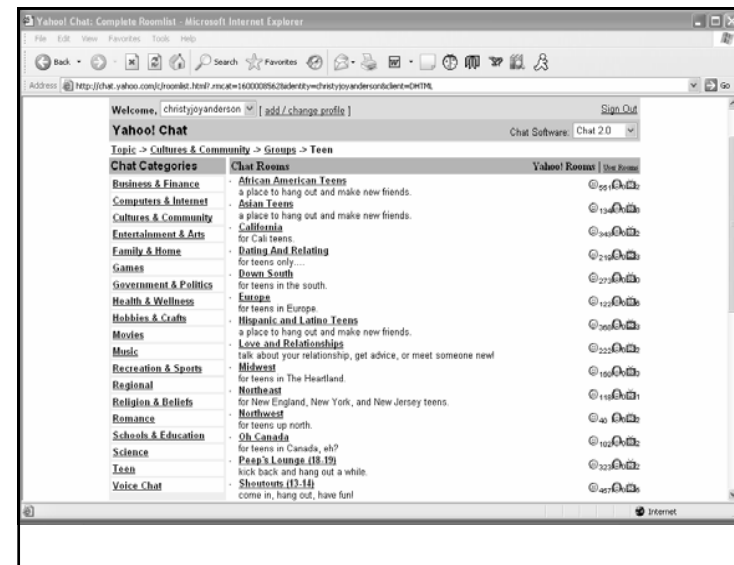 Yahoo! Chat: Complete Roomlist - Microsoft Internet Explorer
File Edit View Favorites Tools Help
Back Search Favorites
Address http://chat.yahoo.com/c/roomlist.html? Go
Welcome, christyjoyanderson [ add / change profile ] Sign Out
Yahoo! Chat Chat Software: Chat 2.0
Topic -> Cultures & Community -> Groups -> Teen
Chat Categories Chat Rooms Yahoo! Rooms | User Rooms
Business & Finance
Computers & Internet
Cultures & Community
Entertainment & Arts
Family & Home
Games
Government & Politics
Health & Wellness
Hobbies & Crafts
Movies
Music
Recreation & Sports
Regional
Religion & Beliefs
Romance
Schools & Education
Science
Teen
Voice Chat
African American Teens
a place to hang out and make new friends.
Asian Teens
a place to hang out and make new friends.
California
for Cali teens.
Dating And Relating
for teens only....
Down South
for teens in the south.
Europe
for teens in Europe.
Hispanic and Latino Teens
a place to hang out and make new friends.
Love and Relationships
talk about your relationship, get advice, or meet someone new!
Midwest
for teens in The Heartland.
Northeast
for New England, New York, and New Jersey teens.
Northwest
for teens up north.
Oh Canada
for teens in Canada, eh?
Peep's Lounge (18-19)
kick back and hang out a while.
Shoutouts (13-14)
come in, hang out, have fun!
Internet